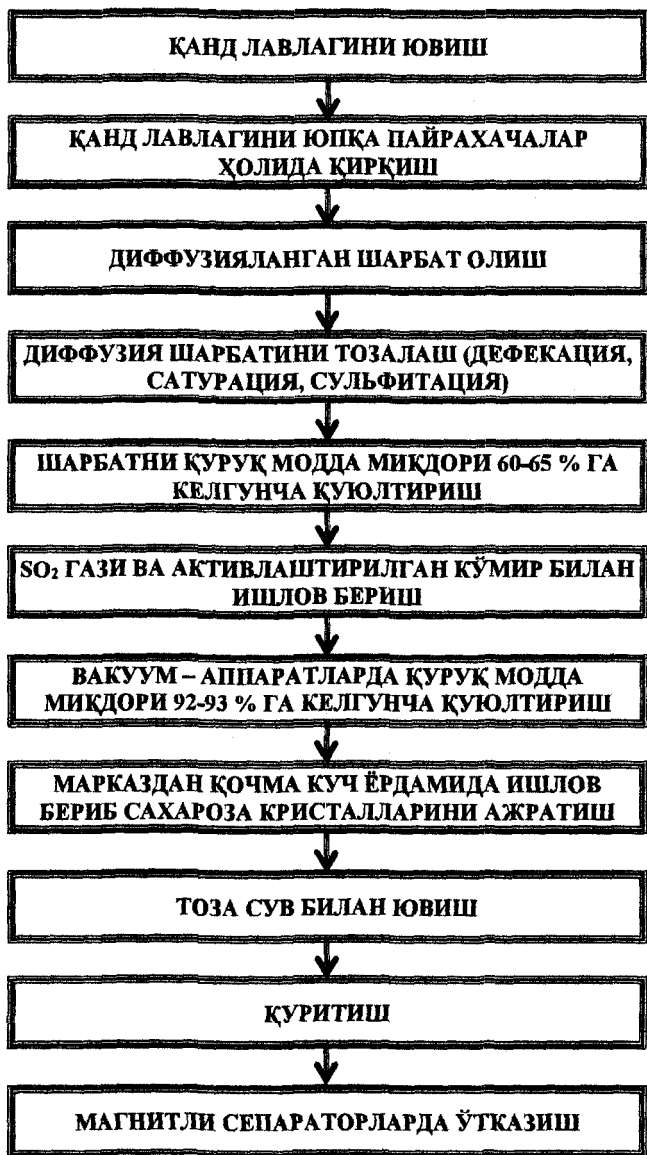 ҚАНД ЛАВЛАГИНИ ЮВИШ
ҚАНД ЛАВЛАГИНИ ЮПҚА ПАЙРАХАЧАЛАР
ҲОЛИДА ҚИРҚИШ
ДИФФУЗИЯЛАНГАН ШАРБАТ ОЛИШ
ДИФФУЗИЯ ШАРБАТИНИ ТОЗАЛАШ (ДЕФЕКАЦИЯ,
САТУРАЦИЯ, СУЛЬФИТАЦИЯ)
ШАРБАТНИ ҚУРУҚ МОДДА МИҚДОРИ 60-65 % ГА
КЕЛГУНЧА ҚУЮЛТИРИШ
SO₂ ГАЗИ ВА АКТИВЛАШТИРИЛГАН КЎМИР БИЛАН
ИШЛОВ БЕРИШ
ВАКУУМ – АППАРАТЛАРДА ҚУРУҚ МОДДА
МИҚДОРИ 92-93 % ГА КЕЛГУНЧА ҚУЮЛТИРИШ
МАРКАЗДАН ҚОЧМА КУЧ ЁРДАМИДА ИШЛОВ
БЕРИБ САХАРОЗА КРИСТАЛЛАРИНИ АЖРАТИШ
ТОЗА СУВ БИЛАН ЮВИШ
ҚУРИТИШ
МАГНИТЛИ СЕПАРАТОРЛАРДА ЎТКАЗИШ